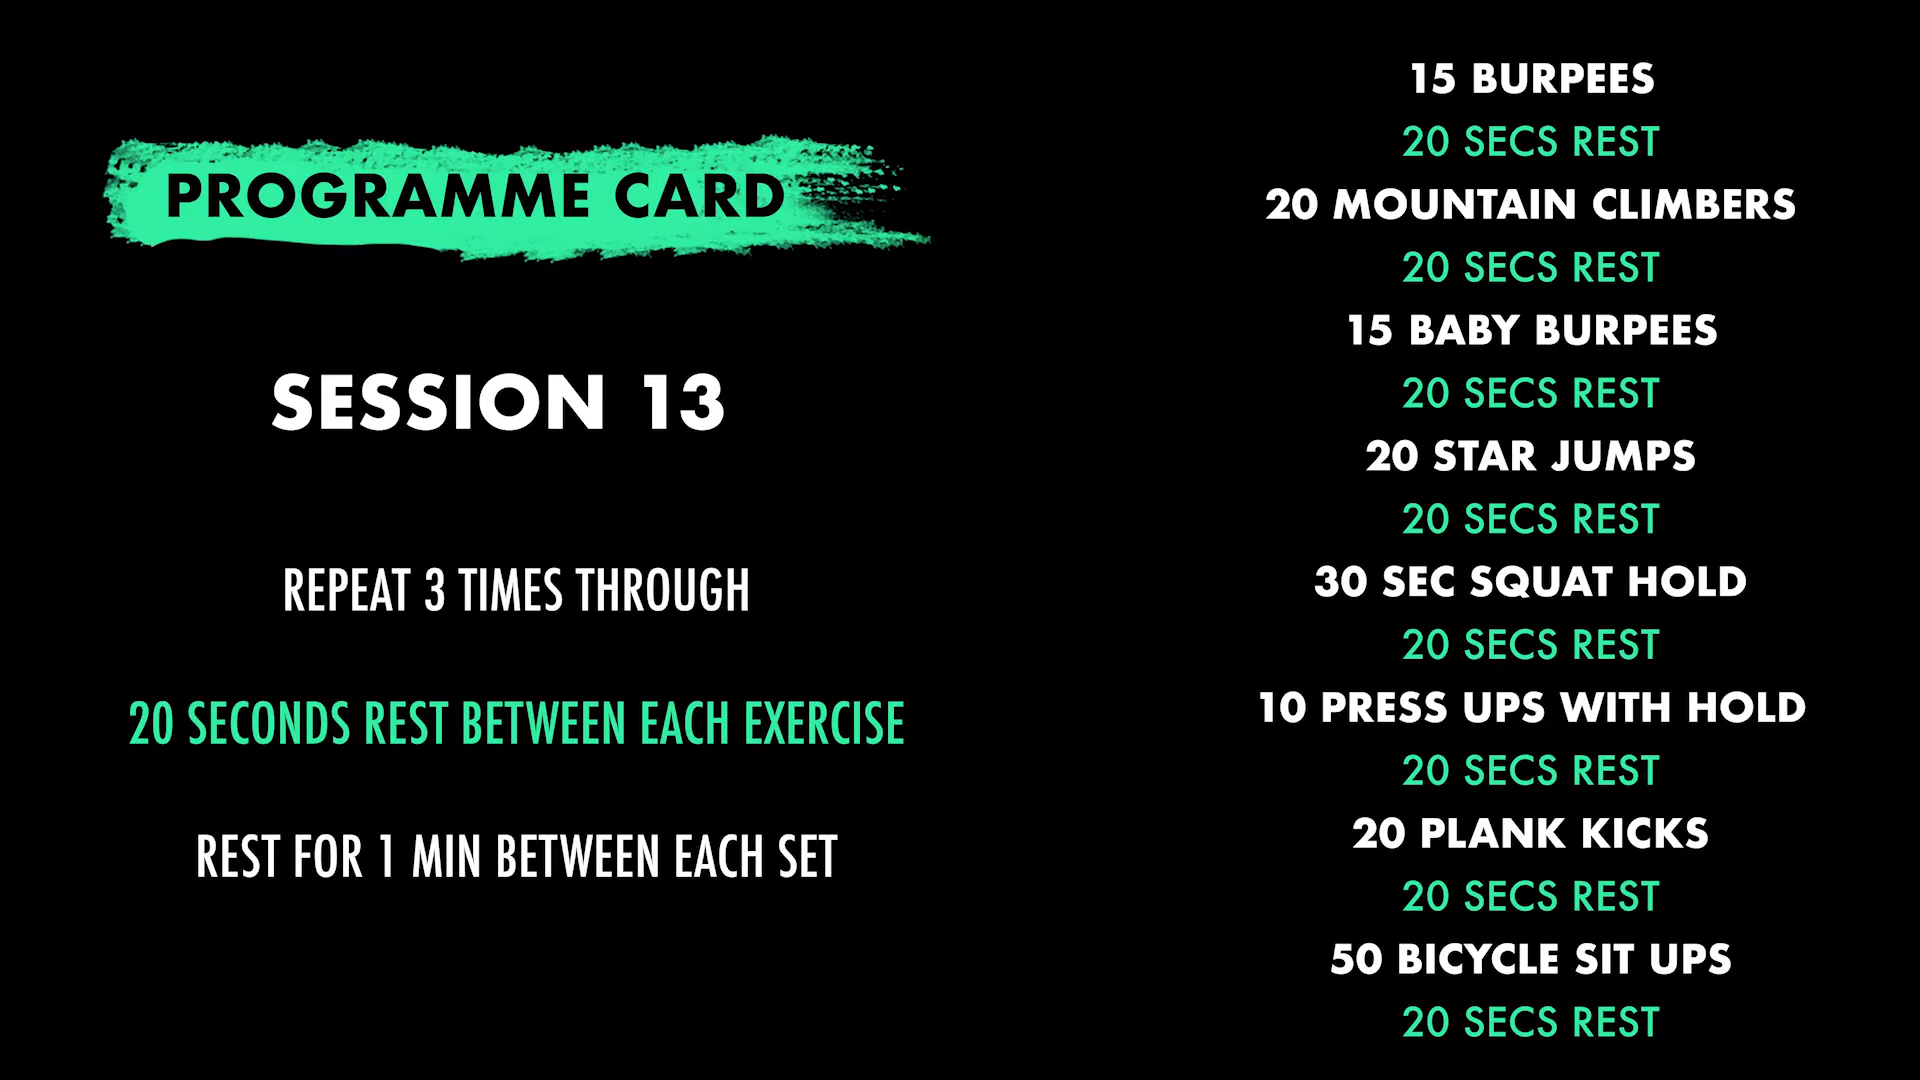 PROGRAMME CARD
SESSION 13
REPEAT 3 TIMES THROUGH
20 SECONDS REST BETWEEN EACH EXERCISE
REST FOR 1 MIN BETWEEN EACH SET
15 BURPEES
20 SECS REST
20 MOUNTAIN CLIMBERS
20 SECS REST
15 BABY BURPEES
20 SECS REST
20 STAR JUMPS
20 SECS REST
30 SEC SQUAT HOLD
20 SECS REST
10 PRESS UPS WITH HOLD
20 SECS REST
20 PLANK KICKS
20 SECS REST
50 BICYCLE SIT UPS
20 SECS REST